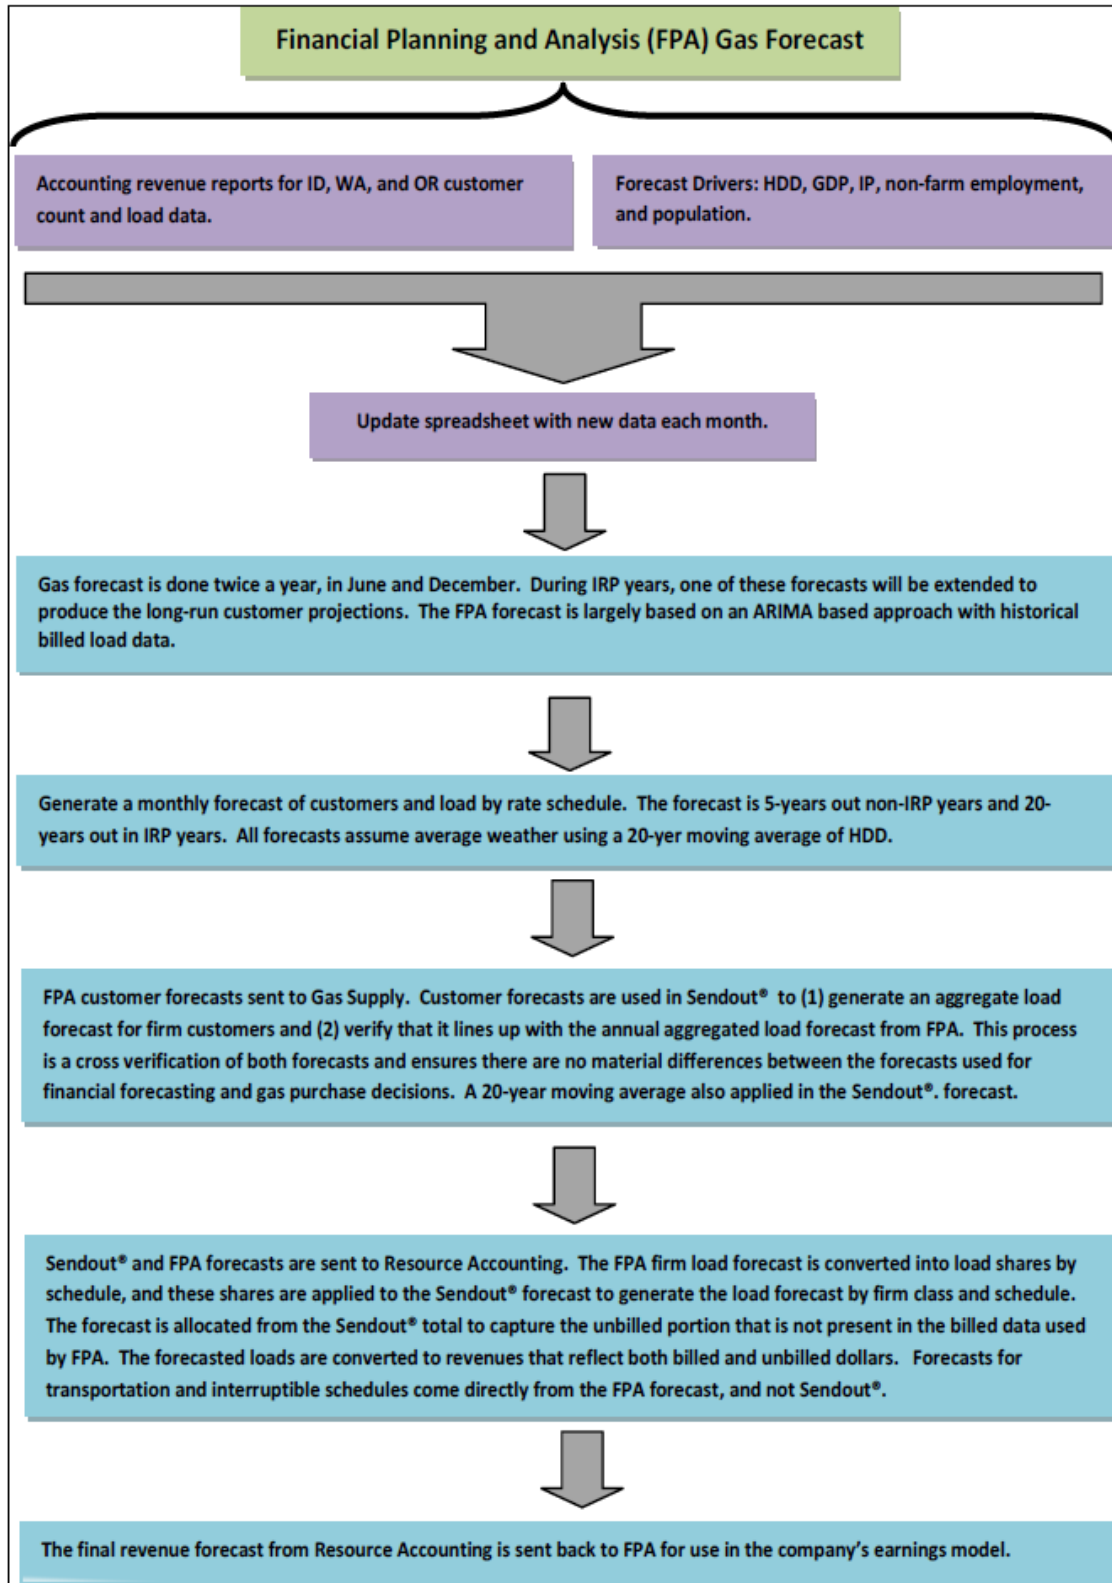 Financial Planning and Analysis (FPA) Gas Forecast
Accounting revenue reports for ID, WA, and OR customer
count and load data.
Forecast Drivers: HDD, GDP, IP, non-farm employment,
and population.
Update spreadsheet with new data each month.
Gas forecast is done twice a year, in June and December. During IRP years, one of these forecasts will be extended to
produce the long-run customer projections. The FPA forecast is largely based on an ARIMA based approach with historical
billed load data.
Generate a monthly forecast of customers and load by rate schedule. The forecast is 5-years out non-IRP years and 20-
years out in IRP years. All forecasts assume average weather using a 20-yer moving average of HDD.
FPA customer forecasts sent to Gas Supply. Customer forecasts are used in Sendout® to (1) generate an aggregate load
forecast for firm customers and (2) verify that it lines up with the annual aggregated load forecast from FPA. This process
is a cross verification of both forecasts and ensures there are no material differences between the forecasts used for
financial forecasting and gas purchase decisions. A 20-year moving average also applied in the Sendout®. forecast.
Sendout® and FPA forecasts are sent to Resource Accounting. The FPA firm load forecast is converted into load shares by
schedule, and these shares are applied to the Sendout® forecast to generate the load forecast by firm class and schedule.
The forecast is allocated from the Sendout® total to capture the unbilled portion that is not present in the billed data used
by FPA. The forecasted loads are converted to revenues that reflect both billed and unbilled dollars. Forecasts for
transportation and interruptible schedules come directly from the FPA forecast, and not Sendout®.
The final revenue forecast from Resource Accounting is sent back to FPA for use in the company's earnings model.